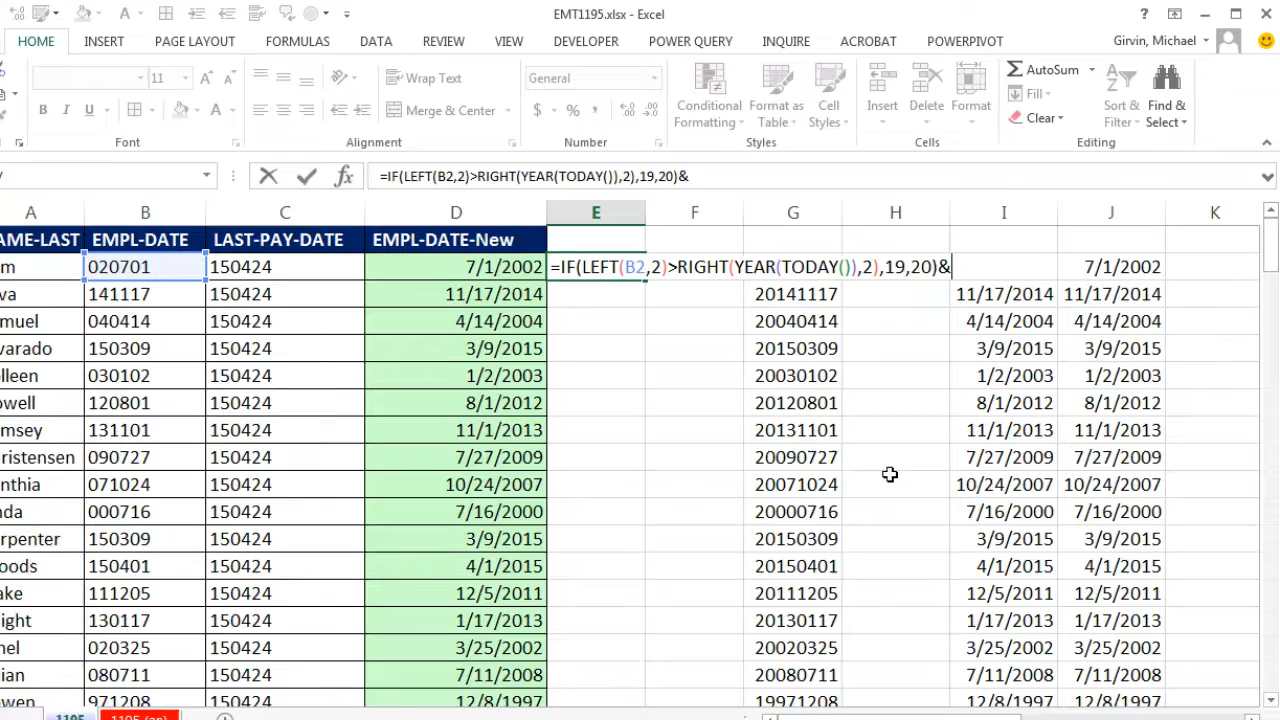 EMT1195.xlsx - Excel
?
HOME INSERT PAGE LAYOUT FORMULAS DATA REVIEW VIEW DEVELOPER POWER QUERY INQUIRE ACROBAT POWERPIVOT Girvin, Michael
11 A A Wrap Text General Conditional Formatting Format as Table Cell Styles Insert Delete Format AutoSum Fill Clear Sort & Filter Find & Select
B I U A Merge & Center $ % ,
Font Alignment Number Styles Cells Editing
=IF(LEFT(B2,2)>RIGHT(YEAR(TODAY()),2),19,20)&
A B C D E F G H I J K
AME-LAST EMPL-DATE LAST-PAY-DATE EMPL-DATE-New
m 020701 150424 7/1/2002 =IF(LEFT(B2,2)>RIGHT(YEAR(TODAY()),2),19,20)& 7/1/2002
va 141117 150424 11/17/2014 20141117 11/17/2014 11/17/2014
muel 040414 150424 4/14/2004 20040414 4/14/2004 4/14/2004
varado 150309 150424 3/9/2015 20150309 3/9/2015 3/9/2015
olleen 030102 150424 1/2/2003 20030102 1/2/2003 1/2/2003
owell 120801 150424 8/1/2012 20120801 8/1/2012 8/1/2012
msey 131101 150424 11/1/2013 20131101 11/1/2013 11/1/2013
ristensen 090727 150424 7/27/2009 20090727 7/27/2009 7/27/2009
nthia 071024 150424 10/24/2007 20071024 10/24/2007 10/24/2007
nda 000716 150424 7/16/2000 20000716 7/16/2000 7/16/2000
rpenter 150309 150424 3/9/2015 20150309 3/9/2015 3/9/2015
oods 150401 150424 4/1/2015 20150401 4/1/2015 4/1/2015
ake 111205 150424 12/5/2011 20111205 12/5/2011 12/5/2011
ight 130117 150424 1/17/2013 20130117 1/17/2013 1/17/2013
nel 020325 150424 3/25/2002 20020325 3/25/2002 3/25/2002
ian 080711 150424 7/11/2008 20080711 7/11/2008 7/11/2008
owen 971208 150424 12/8/1997 19971208 12/8/1997 12/8/1997
1195 1195 (an)